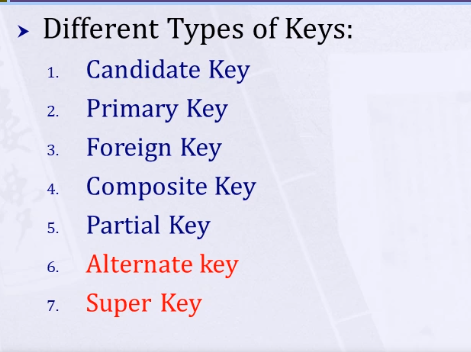 ➤ Different Types of Keys:
1. Candidate Key
2. Primary Key
3. Foreign Key
4. Composite Key
5. Partial Key
6. Alternate key
7. Super Key